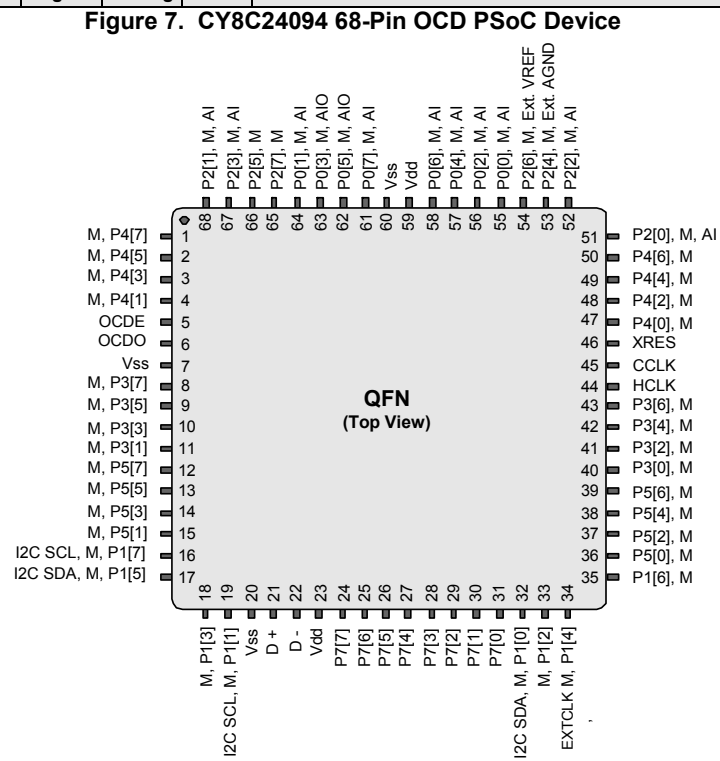 Figure 7. CY8C24094 68-Pin OCD PSoC Device
P2[1], M, AI
P2[3], M, AI
P2[5], M
P2[7], M
P0[1], M, AI
P0[3], M, AIO
P0[5], M, AIO
P0[7], M, AI
Vss
Vdd
P0[6], M, AI
P0[4], M, AI
P0[2], M, AI
P0[0], M, AI
P2[6], M, Ext. VREF
P2[4], M, Ext. AGND
P2[2], M, AI
68
67
66
65
64
63
62
61
60
59
58
57
56
55
54
53
52
M, P4[7] 1
M, P4[5] 2
M, P4[3] 3
M, P4[1] 4
OCDE 5
OCDO 6
Vss 7
M, P3[7] 8
M, P3[5] 9
M, P3[3] 10
M, P3[1] 11
M, P5[7] 12
M, P5[5] 13
M, P5[3] 14
M, P5[1] 15
I2C SCL, M, P1[7] 16
I2C SDA, M, P1[5] 17
QFN
(Top View)
51 P2[0], M, AI
50 P4[6], M
49 P4[4], M
48 P4[2], M
47 P4[0], M
46 XRES
45 CCLK
44 HCLK
43 P3[6], M
42 P3[4], M
41 P3[2], M
40 P3[0], M
39 P5[6], M
38 P5[4], M
37 P5[2], M
36 P5[0], M
35 P1[6], M
18
19
20
21
22
23
24
25
26
27
28
29
30
31
32
33
34
M, P1[3]
I2C SCL, M, P1[1]
Vss
D +
D -
Vdd
P7[7]
P7[6]
P7[5]
P7[4]
P7[3]
P7[2]
P7[1]
P7[0]
I2C SDA, M, P1[0]
M, P1[2]
EXTCLK M, P1[4]
,